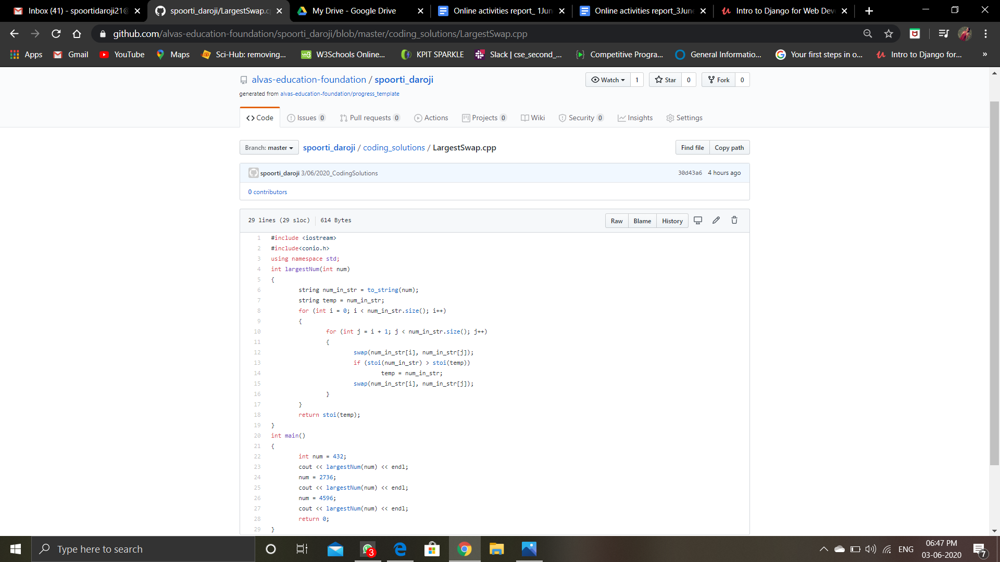 Inbox (41) - spoortidaroji21@
spoorti_daroji/LargestSwap.c
My Drive - Google Drive
Online activities report_ 1Jun
Online activities report_3June
Intro to Django for Web Dev
github.com/alvas-education-foundation/spoorti_daroji/blob/master/coding_solutions/LargestSwap.cpp
Apps Gmail YouTube Maps Sci-Hub: removing... W3Schools Online... KPIT SPARKLE Slack | cse_second_... Competitive Progra... General Informatio... Your first steps in o... Intro to Django for... »
alvas-education-foundation / spoorti_daroji
Watch 1 Star 0 Fork 0
generated from alvas-education-foundation/progress_template
Code Issues 0 Pull requests 0 Actions Projects 0 Wiki Security 0 Insights Settings
Branch: master spoorti_daroji / coding_solutions / LargestSwap.cpp Find file Copy path
spoorti_daroji 3/06/2020_CodingSolutions 30d43a6 4 hours ago
0 contributors
29 lines (29 sloc) 614 Bytes Raw Blame History
1 #include <iostream>
2 #include<conio.h>
3 using namespace std;
4 int largestNum(int num)
5 {
6 string num_in_str = to_string(num);
7 string temp = num_in_str;
8 for (int i = 0; i < num_in_str.size(); i++)
9 {
10 for (int j = i + 1; j < num_in_str.size(); j++)
11 {
12 swap(num_in_str[i], num_in_str[j]);
13 if (stoi(num_in_str) > stoi(temp))
14 temp = num_in_str;
15 swap(num_in_str[i], num_in_str[j]);
16 }
17 }
18 return stoi(temp);
19 }
20 int main()
21 {
22 int num = 432;
23 cout << largestNum(num) << endl;
24 num = 2736;
25 cout << largestNum(num) << endl;
26 num = 4596;
27 cout << largestNum(num) << endl;
28 return 0;
29 }
Type here to search
3
ENG
06:47 PM
03-06-2020
7